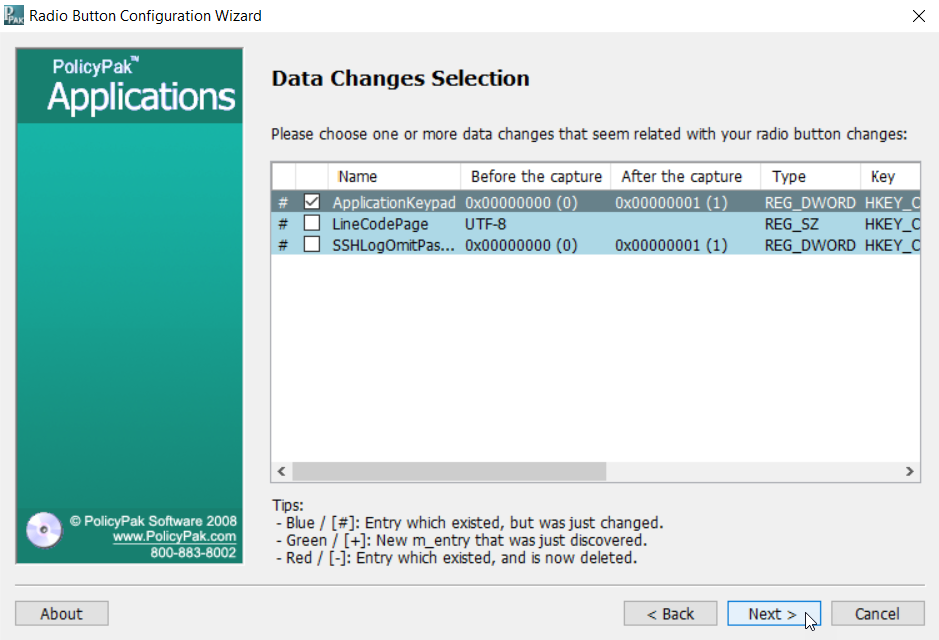 Radio Button Configuration Wizard
PolicyPak™
Applications
Data Changes Selection
Please choose one or more data changes that seem related with your radio button changes:
Name Before the capture After the capture Type Key
# ApplicationKeypad 0x00000000 (0) 0x00000001 (1) REG_DWORD HKEY_C
# LineCodePage UTF-8 REG_SZ HKEY_C
# SSHLogOmitPas... 0x00000000 (0) 0x00000001 (1) REG_DWORD HKEY_C
Tips:
- Blue / [#]: Entry which existed, but was just changed.
- Green / [+]: New m_entry that was just discovered.
- Red / [-]: Entry which existed, and is now deleted.
© PolicyPak Software 2008
www.PolicyPak.com
800-883-8002
About < Back Next > Cancel